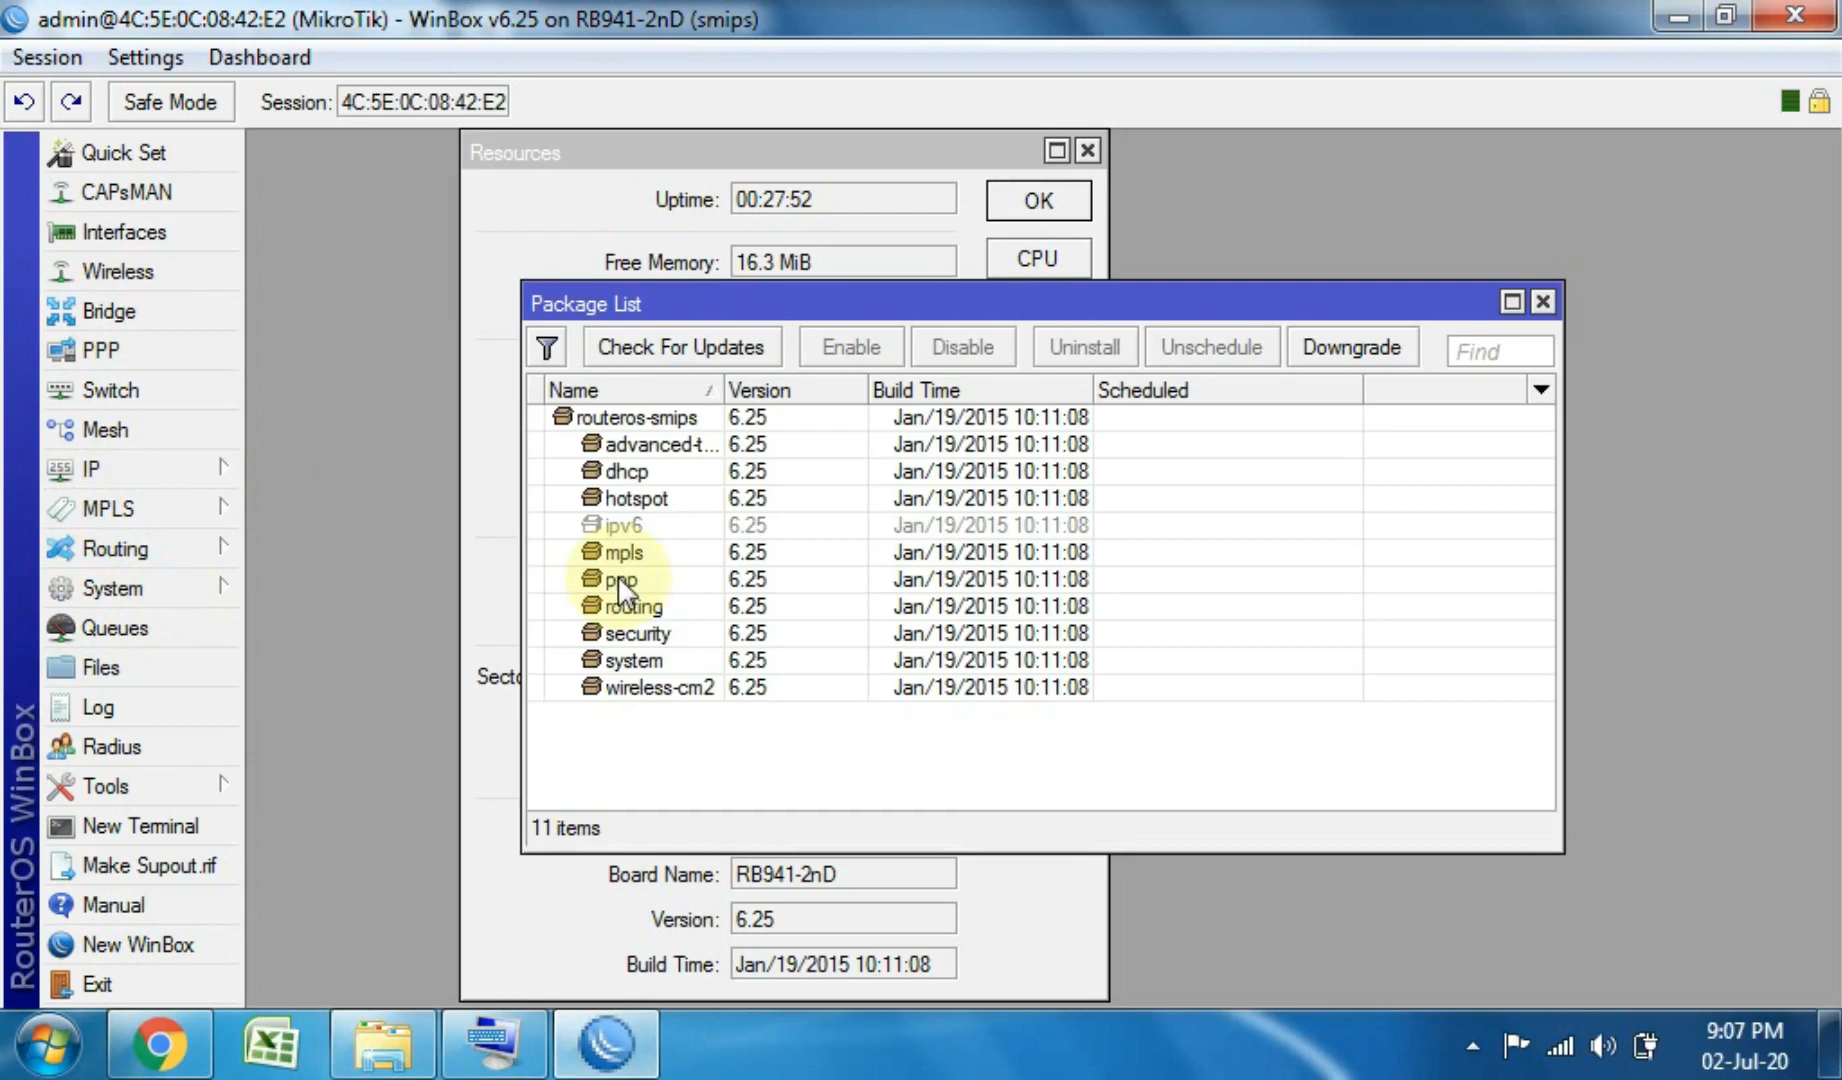 admin@4C:5E:0C:08:42:E2 (MikroTik) - WinBox v6.25 on RB941-2nD (smips)
Session Settings Dashboard
Safe Mode Session: 4C:5E:0C:08:42:E2
RouterOS WinBox
Quick Set
CAPsMAN
Interfaces
Wireless
Bridge
PPP
Switch
Mesh
255 IP
MPLS
Routing
System
Queues
Files
Log
Radius
Tools
New Terminal
Make Supout.rif
Manual
New WinBox
Exit
Resources
Uptime: 00:27:52 OK
Free Memory: 16.3 MiB CPU
Package List
Check For Updates Enable Disable Uninstall Unschedule Downgrade Find
Name Version Build Time Scheduled
routeros-smips 6.25 Jan/19/2015 10:11:08
advanced-t... 6.25 Jan/19/2015 10:11:08
dhcp 6.25 Jan/19/2015 10:11:08
hotspot 6.25 Jan/19/2015 10:11:08
ipv6 6.25 Jan/19/2015 10:11:08
mpls 6.25 Jan/19/2015 10:11:08
ppp 6.25 Jan/19/2015 10:11:08
routing 6.25 Jan/19/2015 10:11:08
security 6.25 Jan/19/2015 10:11:08
system 6.25 Jan/19/2015 10:11:08
wireless-cm2 6.25 Jan/19/2015 10:11:08
11 items
Secto
Board Name: RB941-2nD
Version: 6.25
Build Time: Jan/19/2015 10:11:08
9:07 PM
02-Jul-20